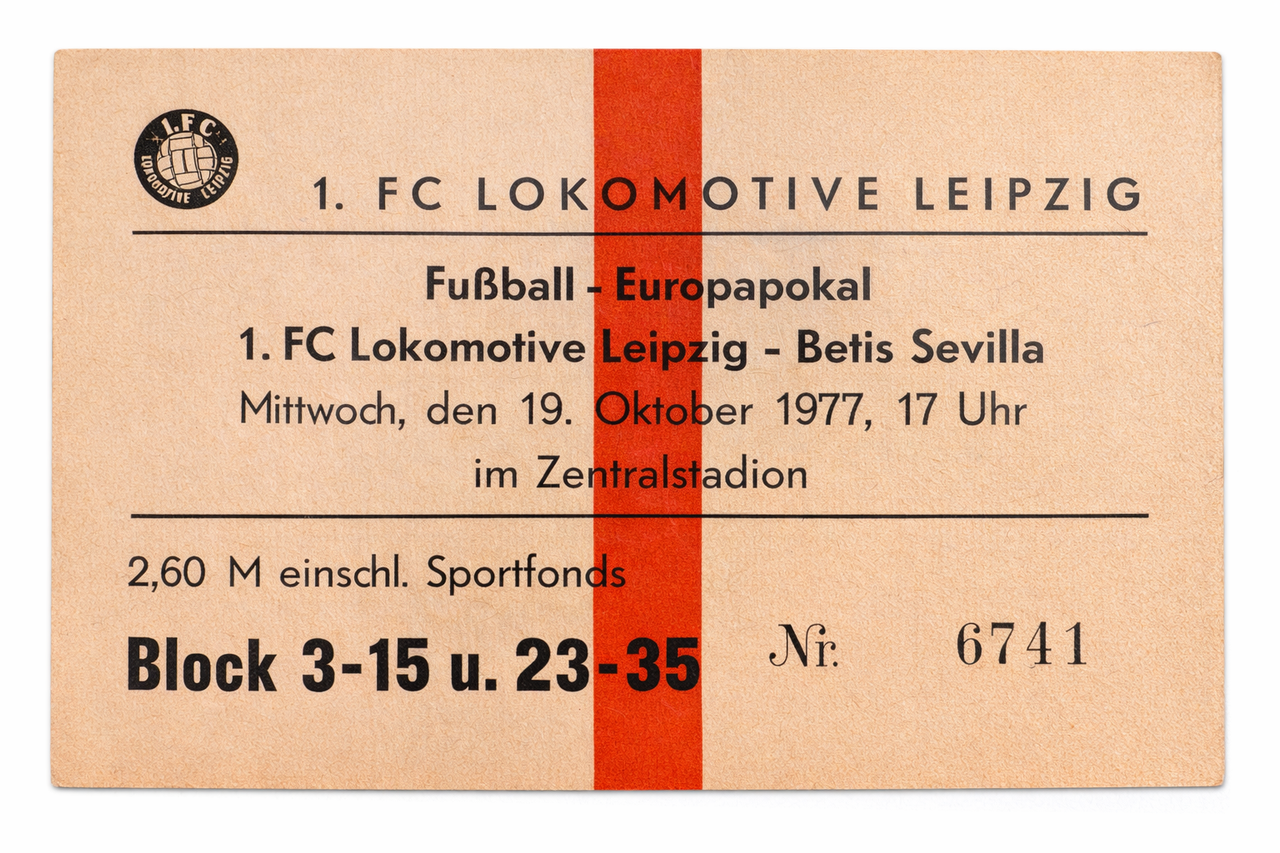 1. FC
LOKOMOTIVE LEIPZIG
1. FC LOKOMOTIVE LEIPZIG
Fußball - Europapokal
1. FC Lokomotive Leipzig - Betis Sevilla
Mittwoch, den 19. Oktober 1977, 17 Uhr
im Zentralstadion
2,60 M einschl. Sportfonds
Block 3-15 u. 23-35
Nr. 6741